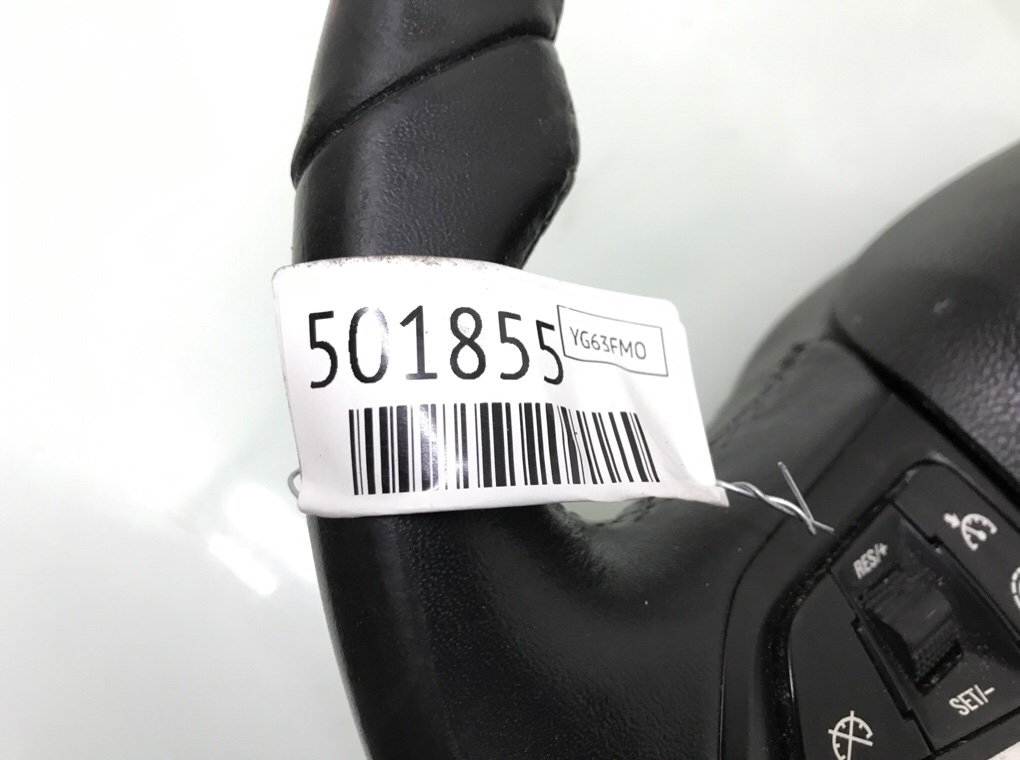 501855
YG63FMO
RES/+
SET/-